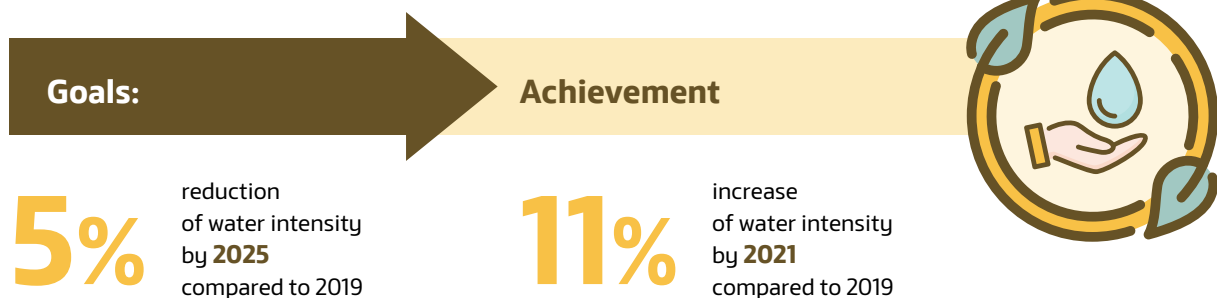 Goals:
Achievement
5%
reduction
of water intensity
by 2025
compared to 2019
11%
increase
of water intensity
by 2021
compared to 2019